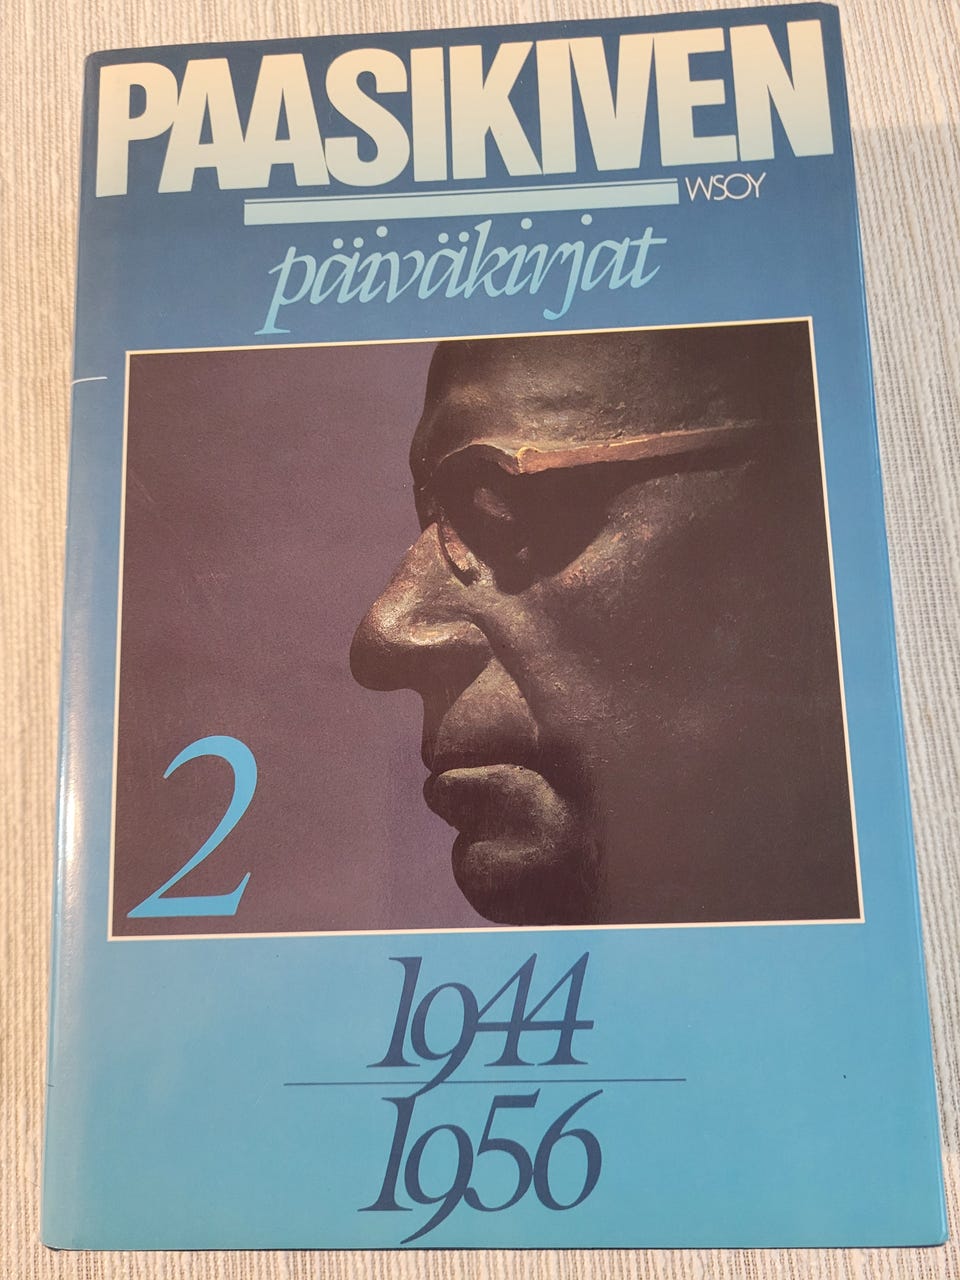 PAASIKIVEN
WSOY
päiväkirjat
2
1944
1956